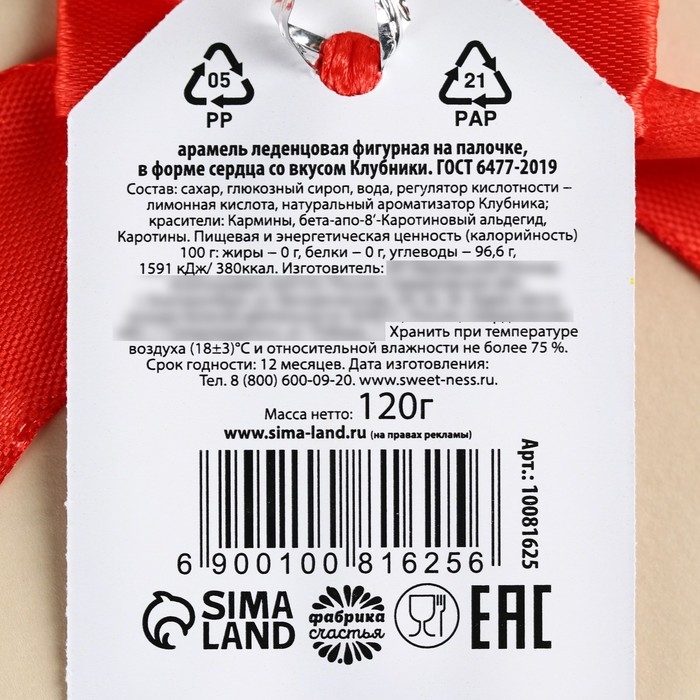 05 21
PP PAP
арамель леденцовая фигурная на палочке,
в форме сердца со вкусом Клубники. ГОСТ 6477-2019
Состав: сахар, глюкозный сироп, вода, регулятор кислотности –
лимонная кислота, натуральный ароматизатор Клубника;
красители: Кармины, бета-апо-8'-Каротиновый альдегид,
Каротины. Пищевая и энергетическая ценность (калорийность)
100 г: жиры – 0 г, белки – 0 г, углеводы – 96,6 г,
1591 кДж/ 380ккал. Изготовитель:
Хранить при температуре
воздуха (18±3)°С и относительной влажности не более 75 %.
Срок годности: 12 месяцев. Дата изготовления:
Тел. 8 (800) 600-09-20. www.sweet-ness.ru.
Масса нетто: 120г
www.sima-land.ru (на правах рекламы)
Арт.: 10081625
6 900100 816256
SIMA
LAND
фабрика
счастья
EAC